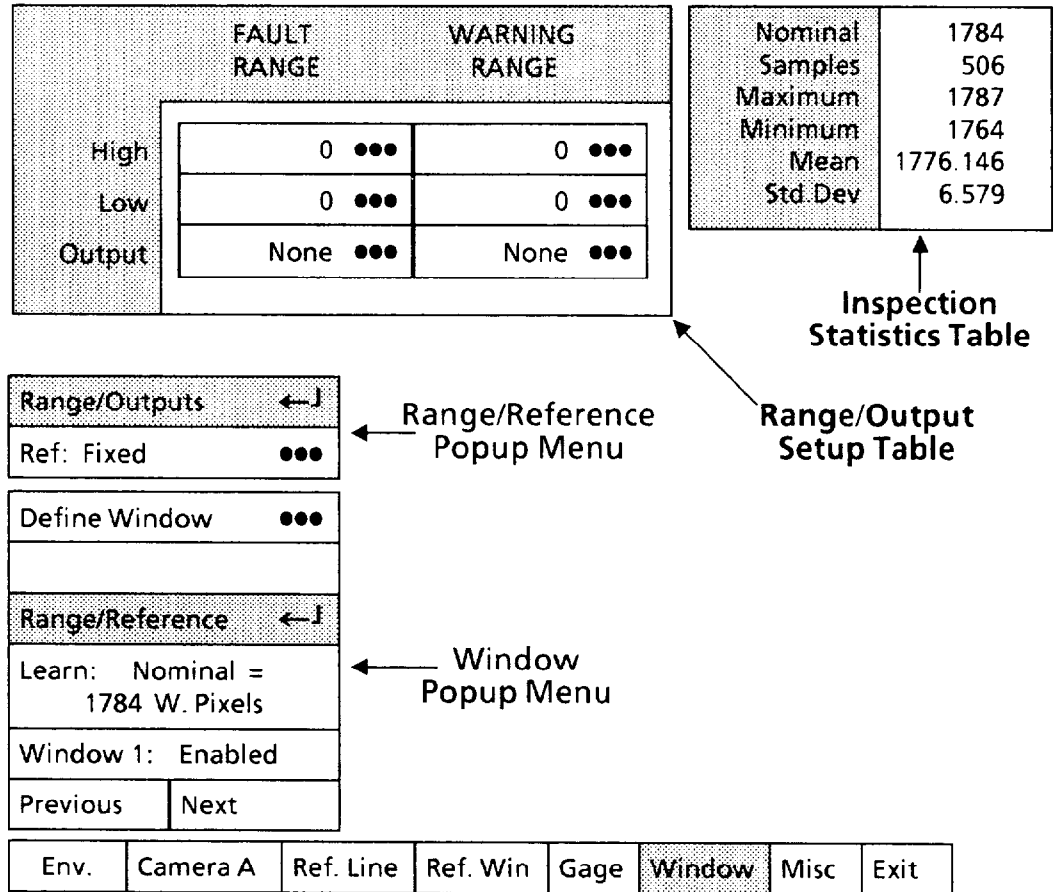 FAULT RANGE WARNING RANGE
High 0 ●●● 0 ●●●
Low 0 ●●● 0 ●●●
Output None ●●● None ●●●
Nominal 1784
Samples 506
Maximum 1787
Minimum 1764
Mean 1776.146
Std.Dev 6.579
Inspection
Statistics Table
Range/Output
Setup Table
Range/Outputs ←┘
Ref: Fixed ●●●
Range/Reference
Popup Menu
Define Window ●●●
Range/Reference ←┘
Learn: Nominal =
1784 W. Pixels
Window 1: Enabled
Previous Next
Window
Popup Menu
Env. Camera A Ref. Line Ref. Win Gage Window Misc Exit